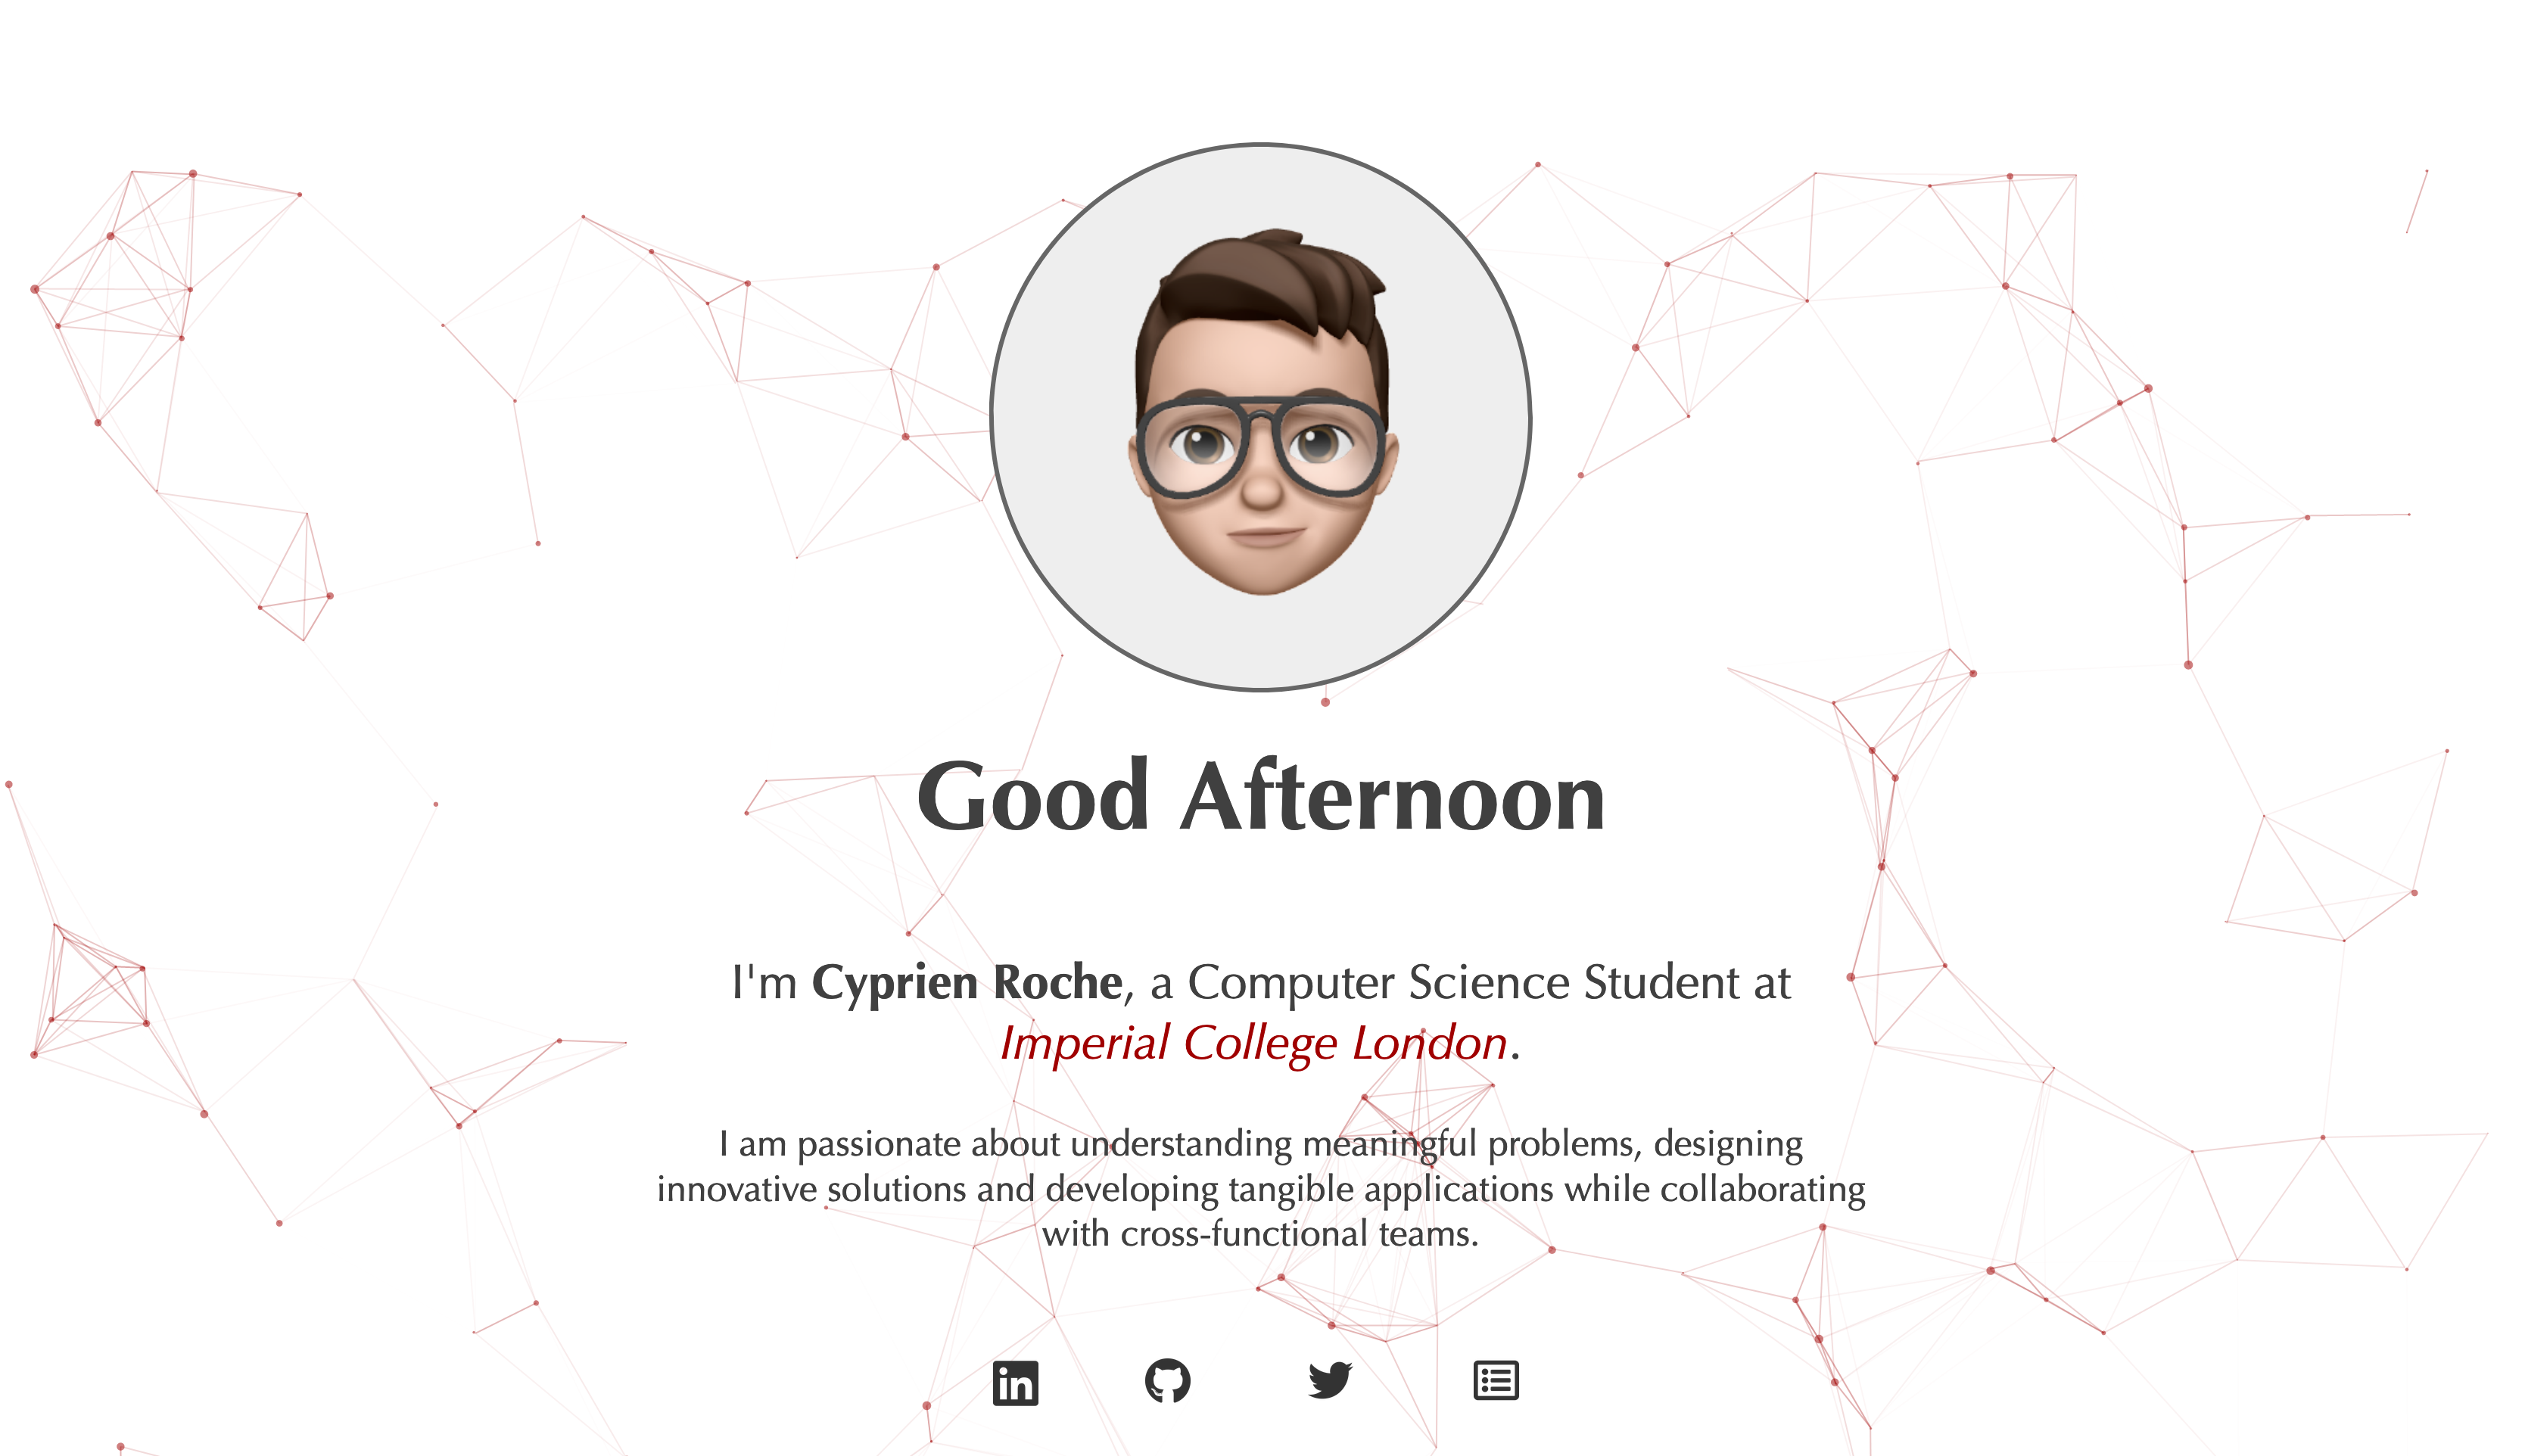 Good Afternoon
I'm Cyprien Roche, a Computer Science Student at
Imperial College London.
I am passionate about understanding meaningful problems, designing
innovative solutions and developing tangible applications while collaborating
with cross-functional teams.
in